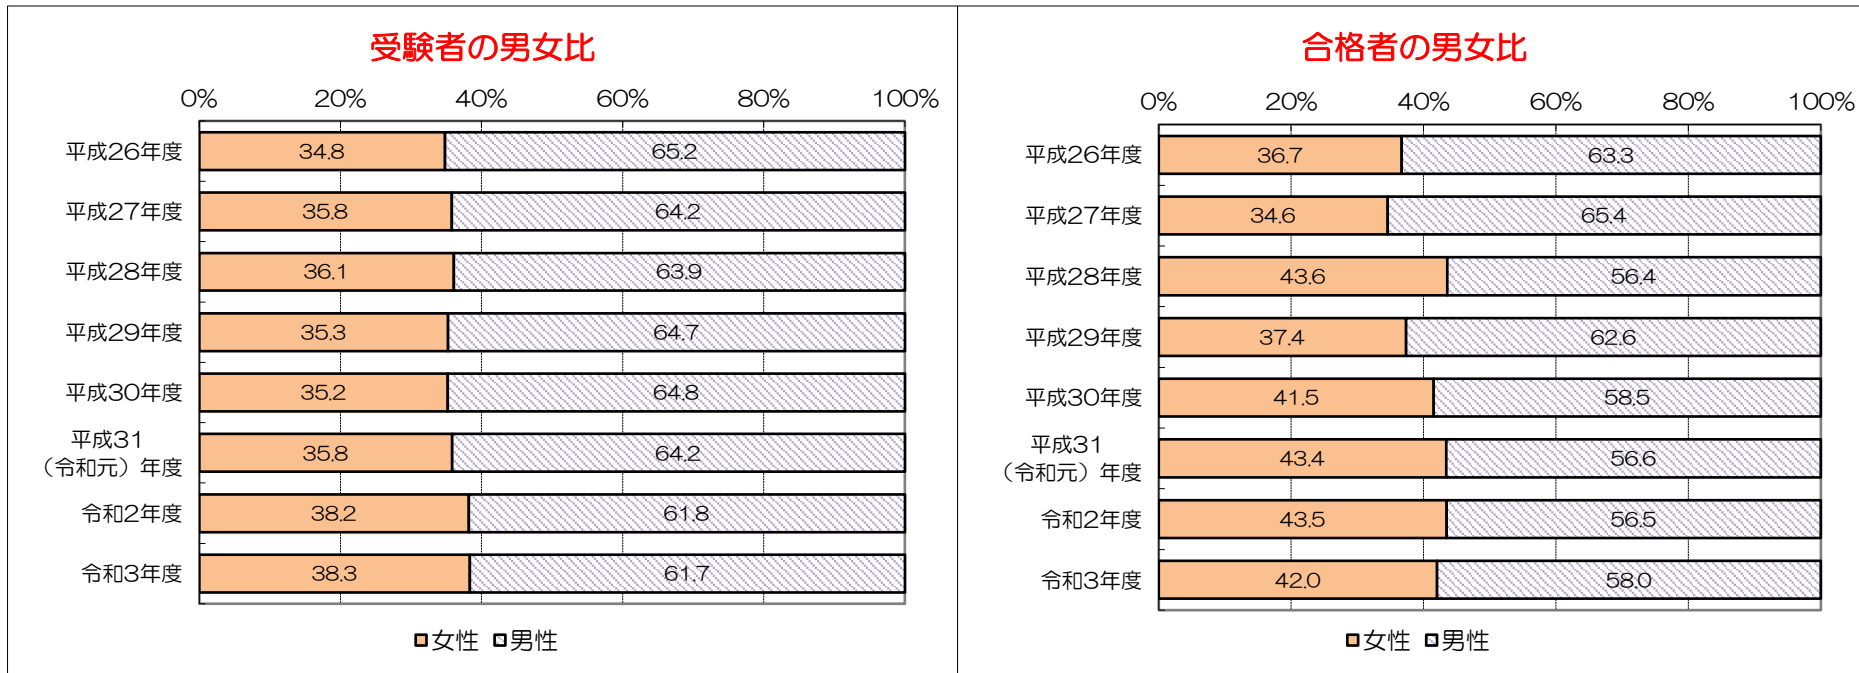 受験者の男女比
0% 20% 40% 60% 80% 100%
平成26年度 34.8 65.2
平成27年度 35.8 64.2
平成28年度 36.1 63.9
平成29年度 35.3 64.7
平成30年度 35.2 64.8
平成31
（令和元）年度 35.8 64.2
令和2年度 38.2 61.8
令和3年度 38.3 61.7
女性 男性
合格者の男女比
0% 20% 40% 60% 80% 100%
平成26年度 36.7 63.3
平成27年度 34.6 65.4
平成28年度 43.6 56.4
平成29年度 37.4 62.6
平成30年度 41.5 58.5
平成31
（令和元）年度 43.4 56.6
令和2年度 43.5 56.5
令和3年度 42.0 58.0
女性 男性